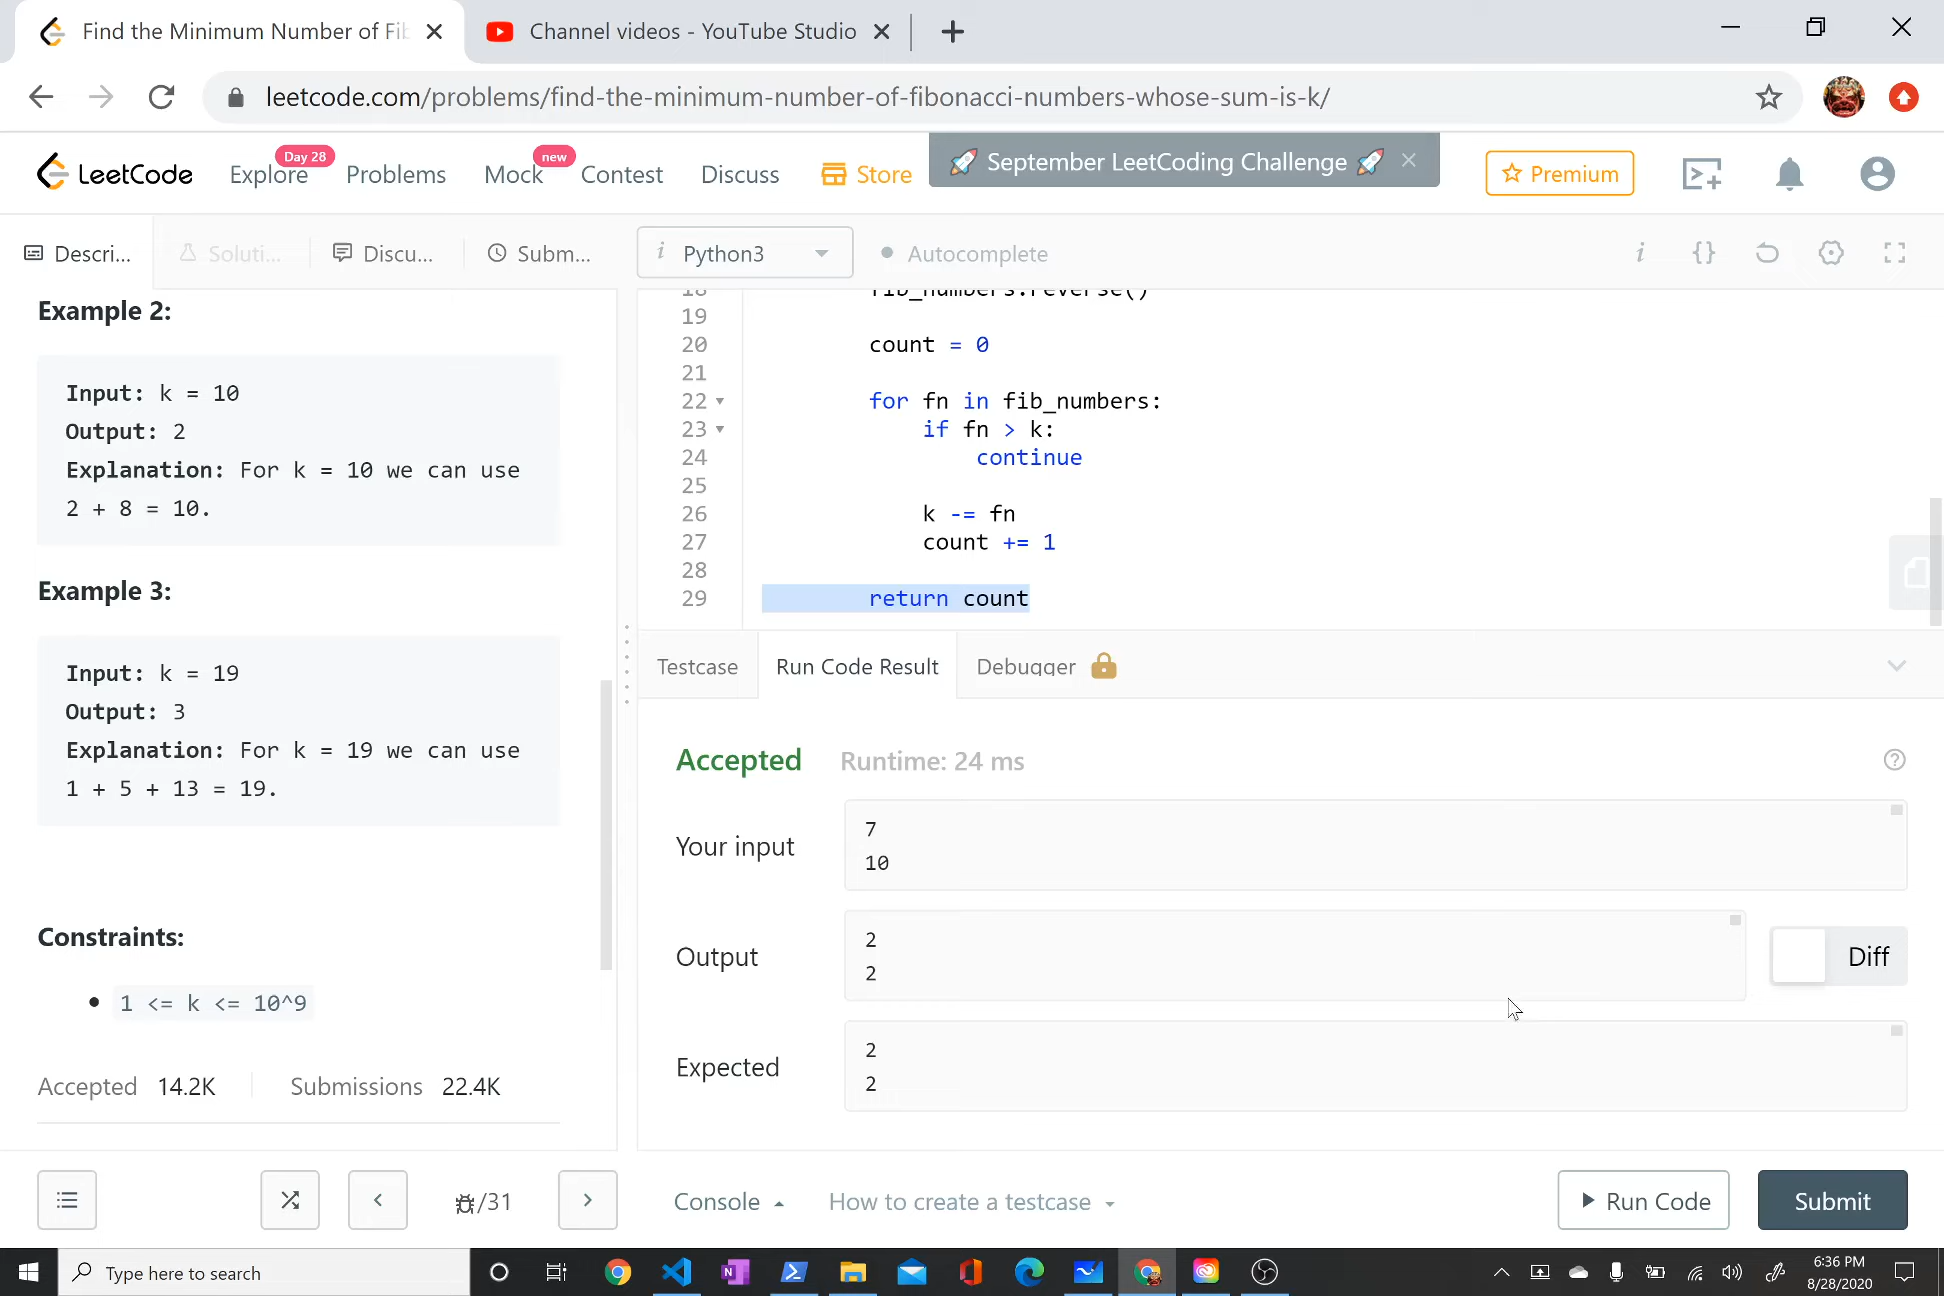 Find the Minimum Number of Fib
Channel videos - YouTube Studio
leetcode.com/problems/find-the-minimum-number-of-fibonacci-numbers-whose-sum-is-k/
LeetCode
Explore
Day 28
Problems
Mock
new
Contest
Discuss
Store
🚀 September LeetCoding Challenge 🚀
Premium
Descri...
Soluti...
Discu...
Subm...
i Python3
Autocomplete
Example 2:
Input: k = 10
Output: 2
Explanation: For k = 10 we can use
2 + 8 = 10.
Example 3:
Input: k = 19
Output: 3
Explanation: For k = 19 we can use
1 + 5 + 13 = 19.
Constraints:
1 <= k <= 10^9
Accepted 14.2K
Submissions 22.4K
18 fib_numbers.reverse()
19
20 count = 0
21
22 for fn in fib_numbers:
23 if fn > k:
24 continue
25
26 k -= fn
27 count += 1
28
29 return count
Testcase
Run Code Result
Debugger
Accepted
Runtime: 24 ms
Your input
7
10
Output
2
2
Diff
Expected
2
2
/31
Console
How to create a testcase
Run Code
Submit
Type here to search
6:36 PM
8/28/2020